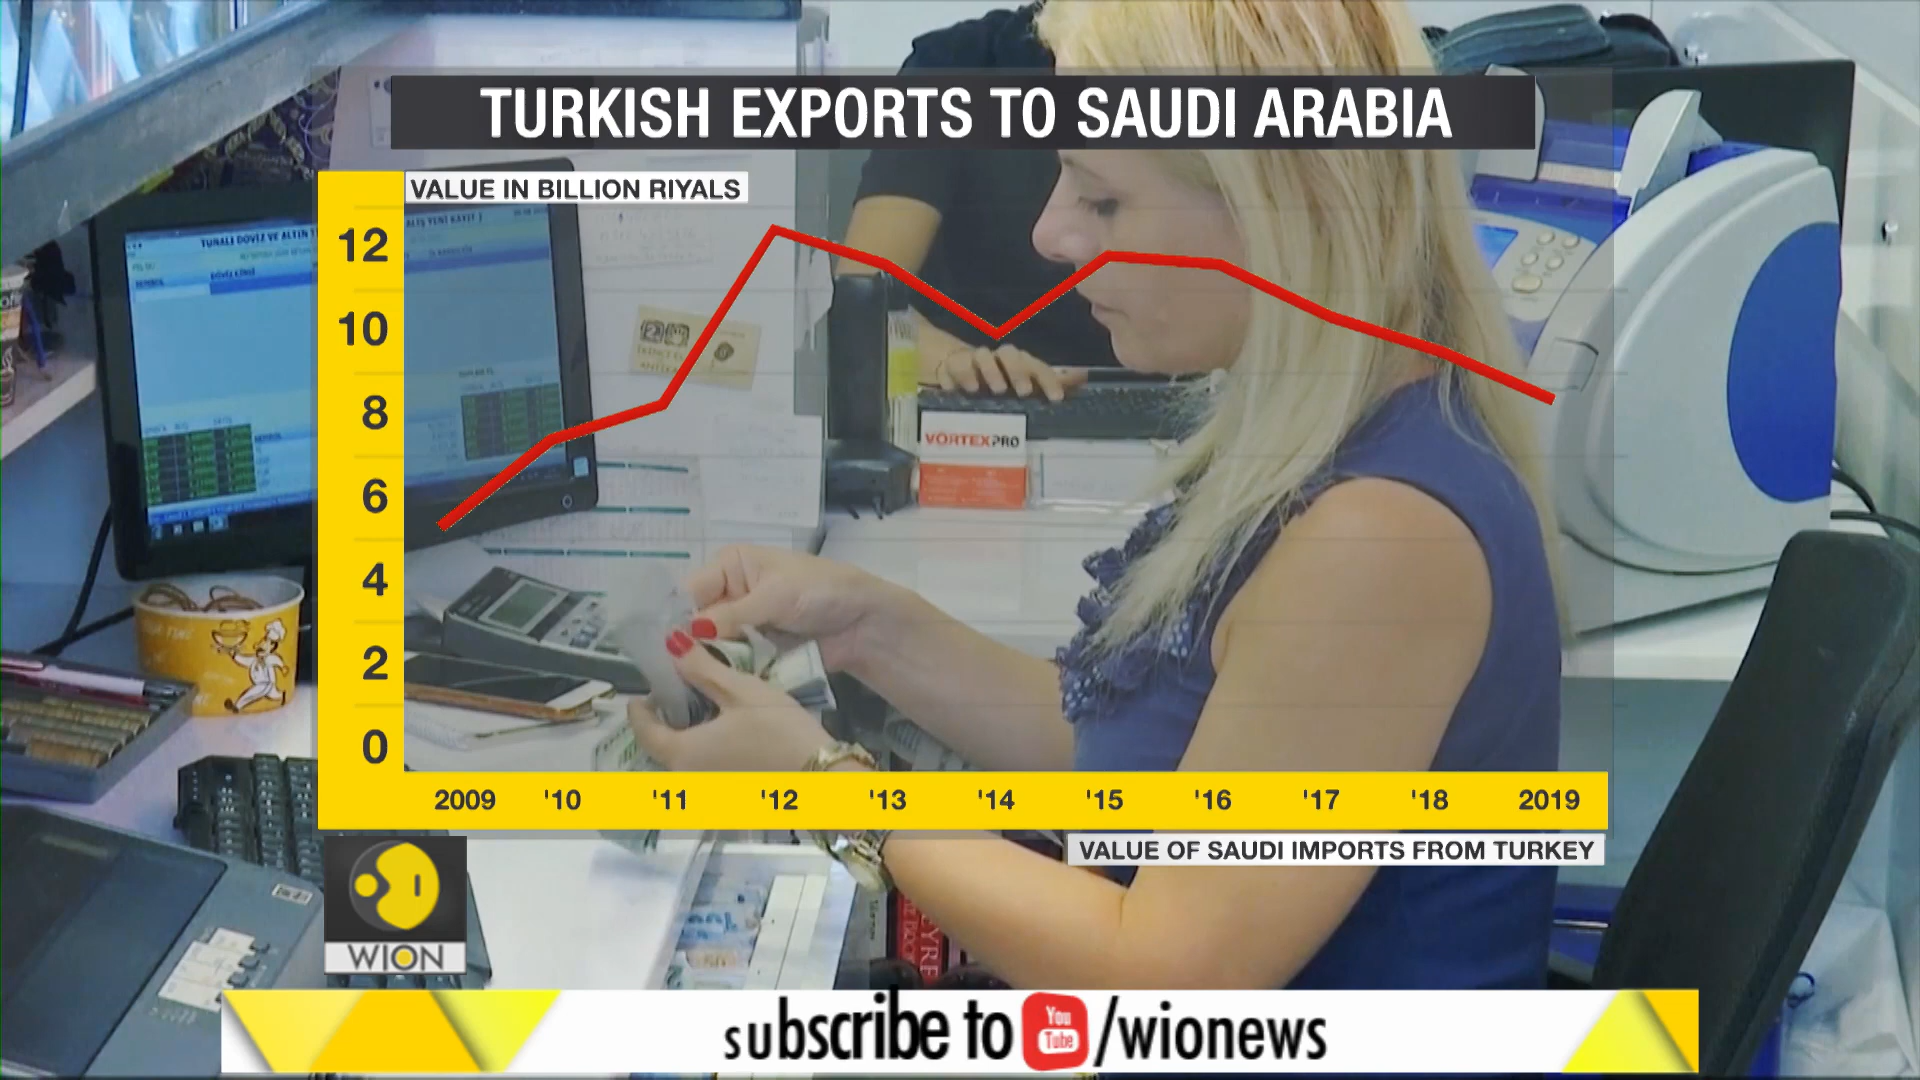 TURKISH EXPORTS TO SAUDI ARABIA
VALUE IN BILLION RIYALS
12
10
8
6
4
2
0
2009 '10 '11 '12 '13 '14 '15 '16 '17 '18 2019
VALUE OF SAUDI IMPORTS FROM TURKEY
VORTEXPRO
WION
subscribe to You Tube /wionews